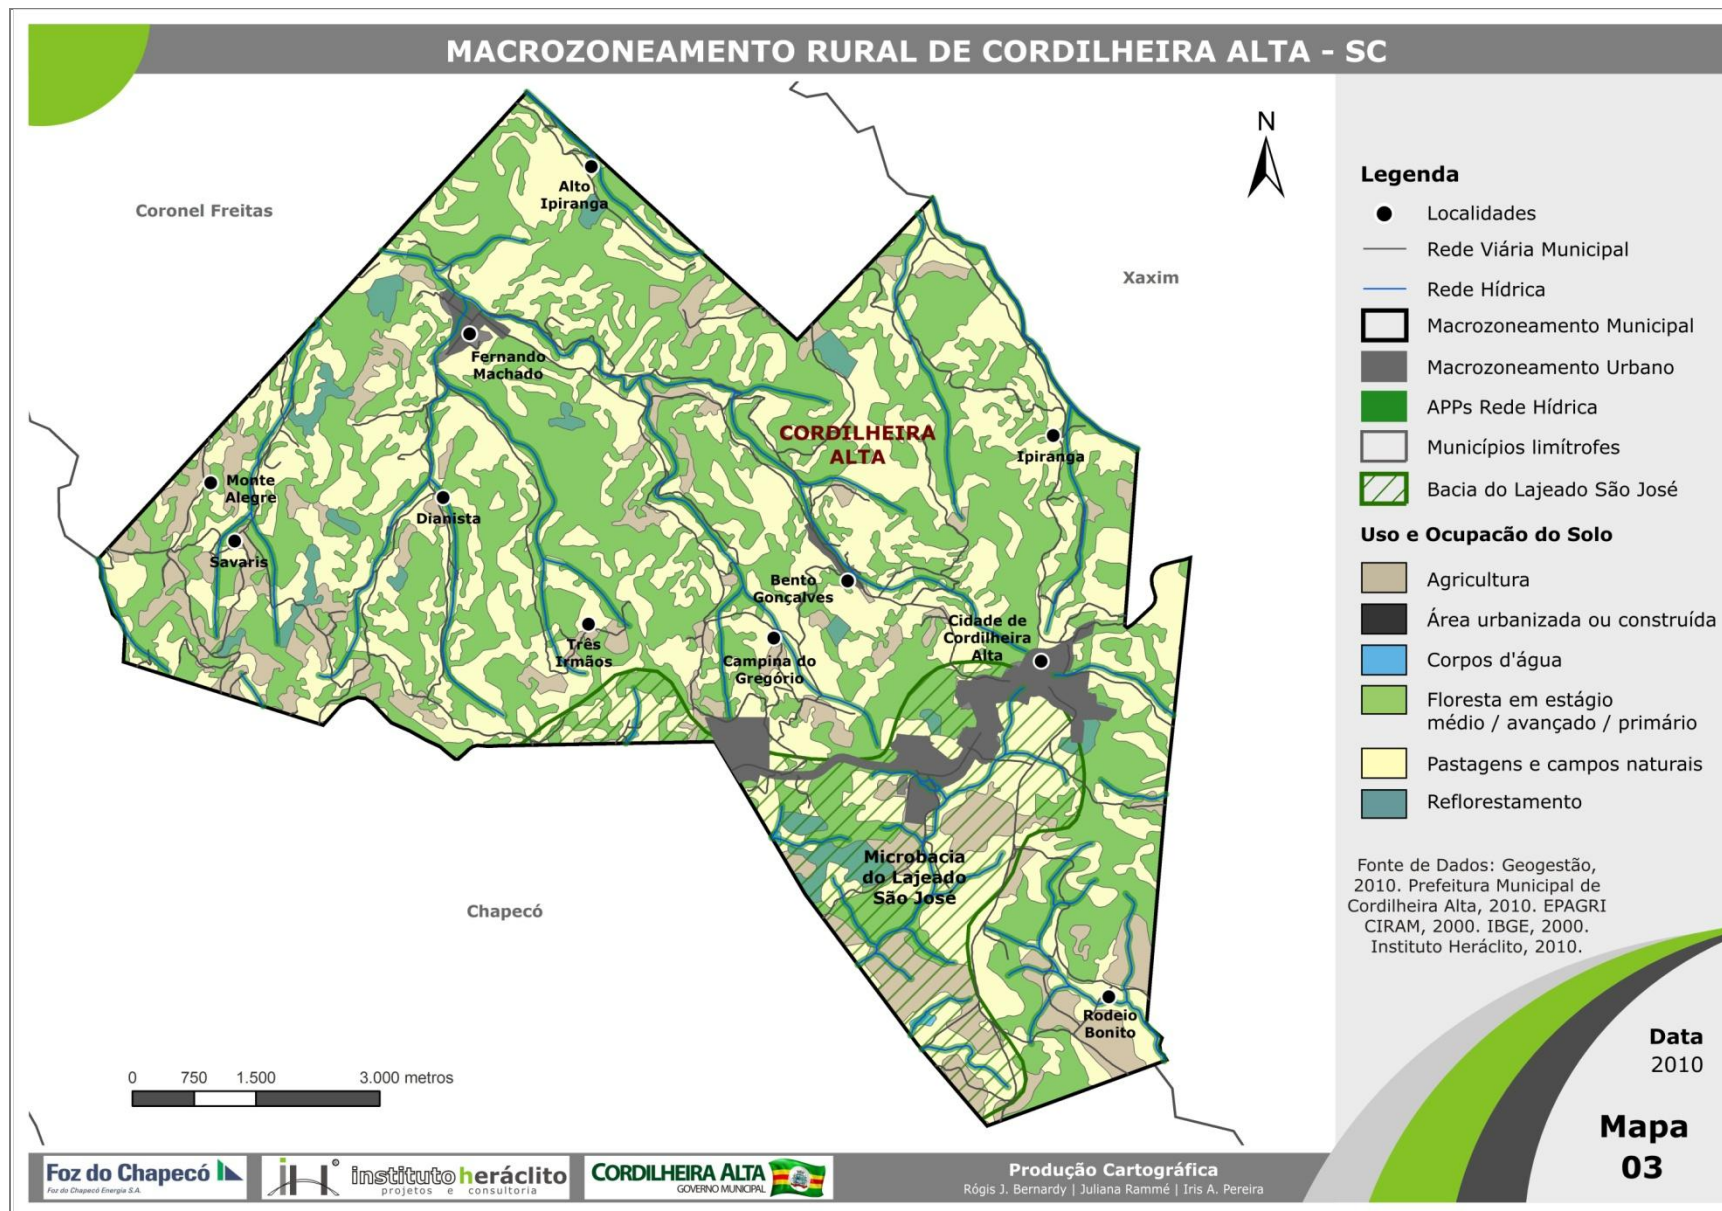 MACROZONEAMENTO RURAL DE CORDILHEIRA ALTA - SC
N
Coronel Freitas
Xaxim
Chapecó
Alto
Ipiranga
Fernando
Machado
CORDILHEIRA
ALTA
Ipiranga
Monte
Alegre
Dianista
Savaris
Bento
Gonçalves
Três
Irmãos
Campina do
Gregório
Cidade de
Cordilheira
Alta
Microbacia
do Lajeado
São José
Rodeio
Bonito
0 750 1.500 3.000 metros
Legenda
Localidades
Rede Viária Municipal
Rede Hídrica
Macrozoneamento Municipal
Macrozoneamento Urbano
APPs Rede Hídrica
Municípios limítrofes
Bacia do Lajeado São José
Uso e Ocupacão do Solo
Agricultura
Área urbanizada ou construída
Corpos d'água
Floresta em estágio
médio / avançado / primário
Pastagens e campos naturais
Reflorestamento
Fonte de Dados: Geogestão,
2010. Prefeitura Municipal de
Cordilheira Alta, 2010. EPAGRI
CIRAM, 2000. IBGE, 2000.
Instituto Heráclito, 2010.
Data
2010
Mapa
03
Foz do Chapecó
Foz do Chapecó Energia S.A.
iH
instituto heráclito
projetos e consultoria
CORDILHEIRA ALTA
GOVERNO MUNICIPAL
Produção Cartográfica
Rógis J. Bernardy | Juliana Rammé | Iris A. Pereira